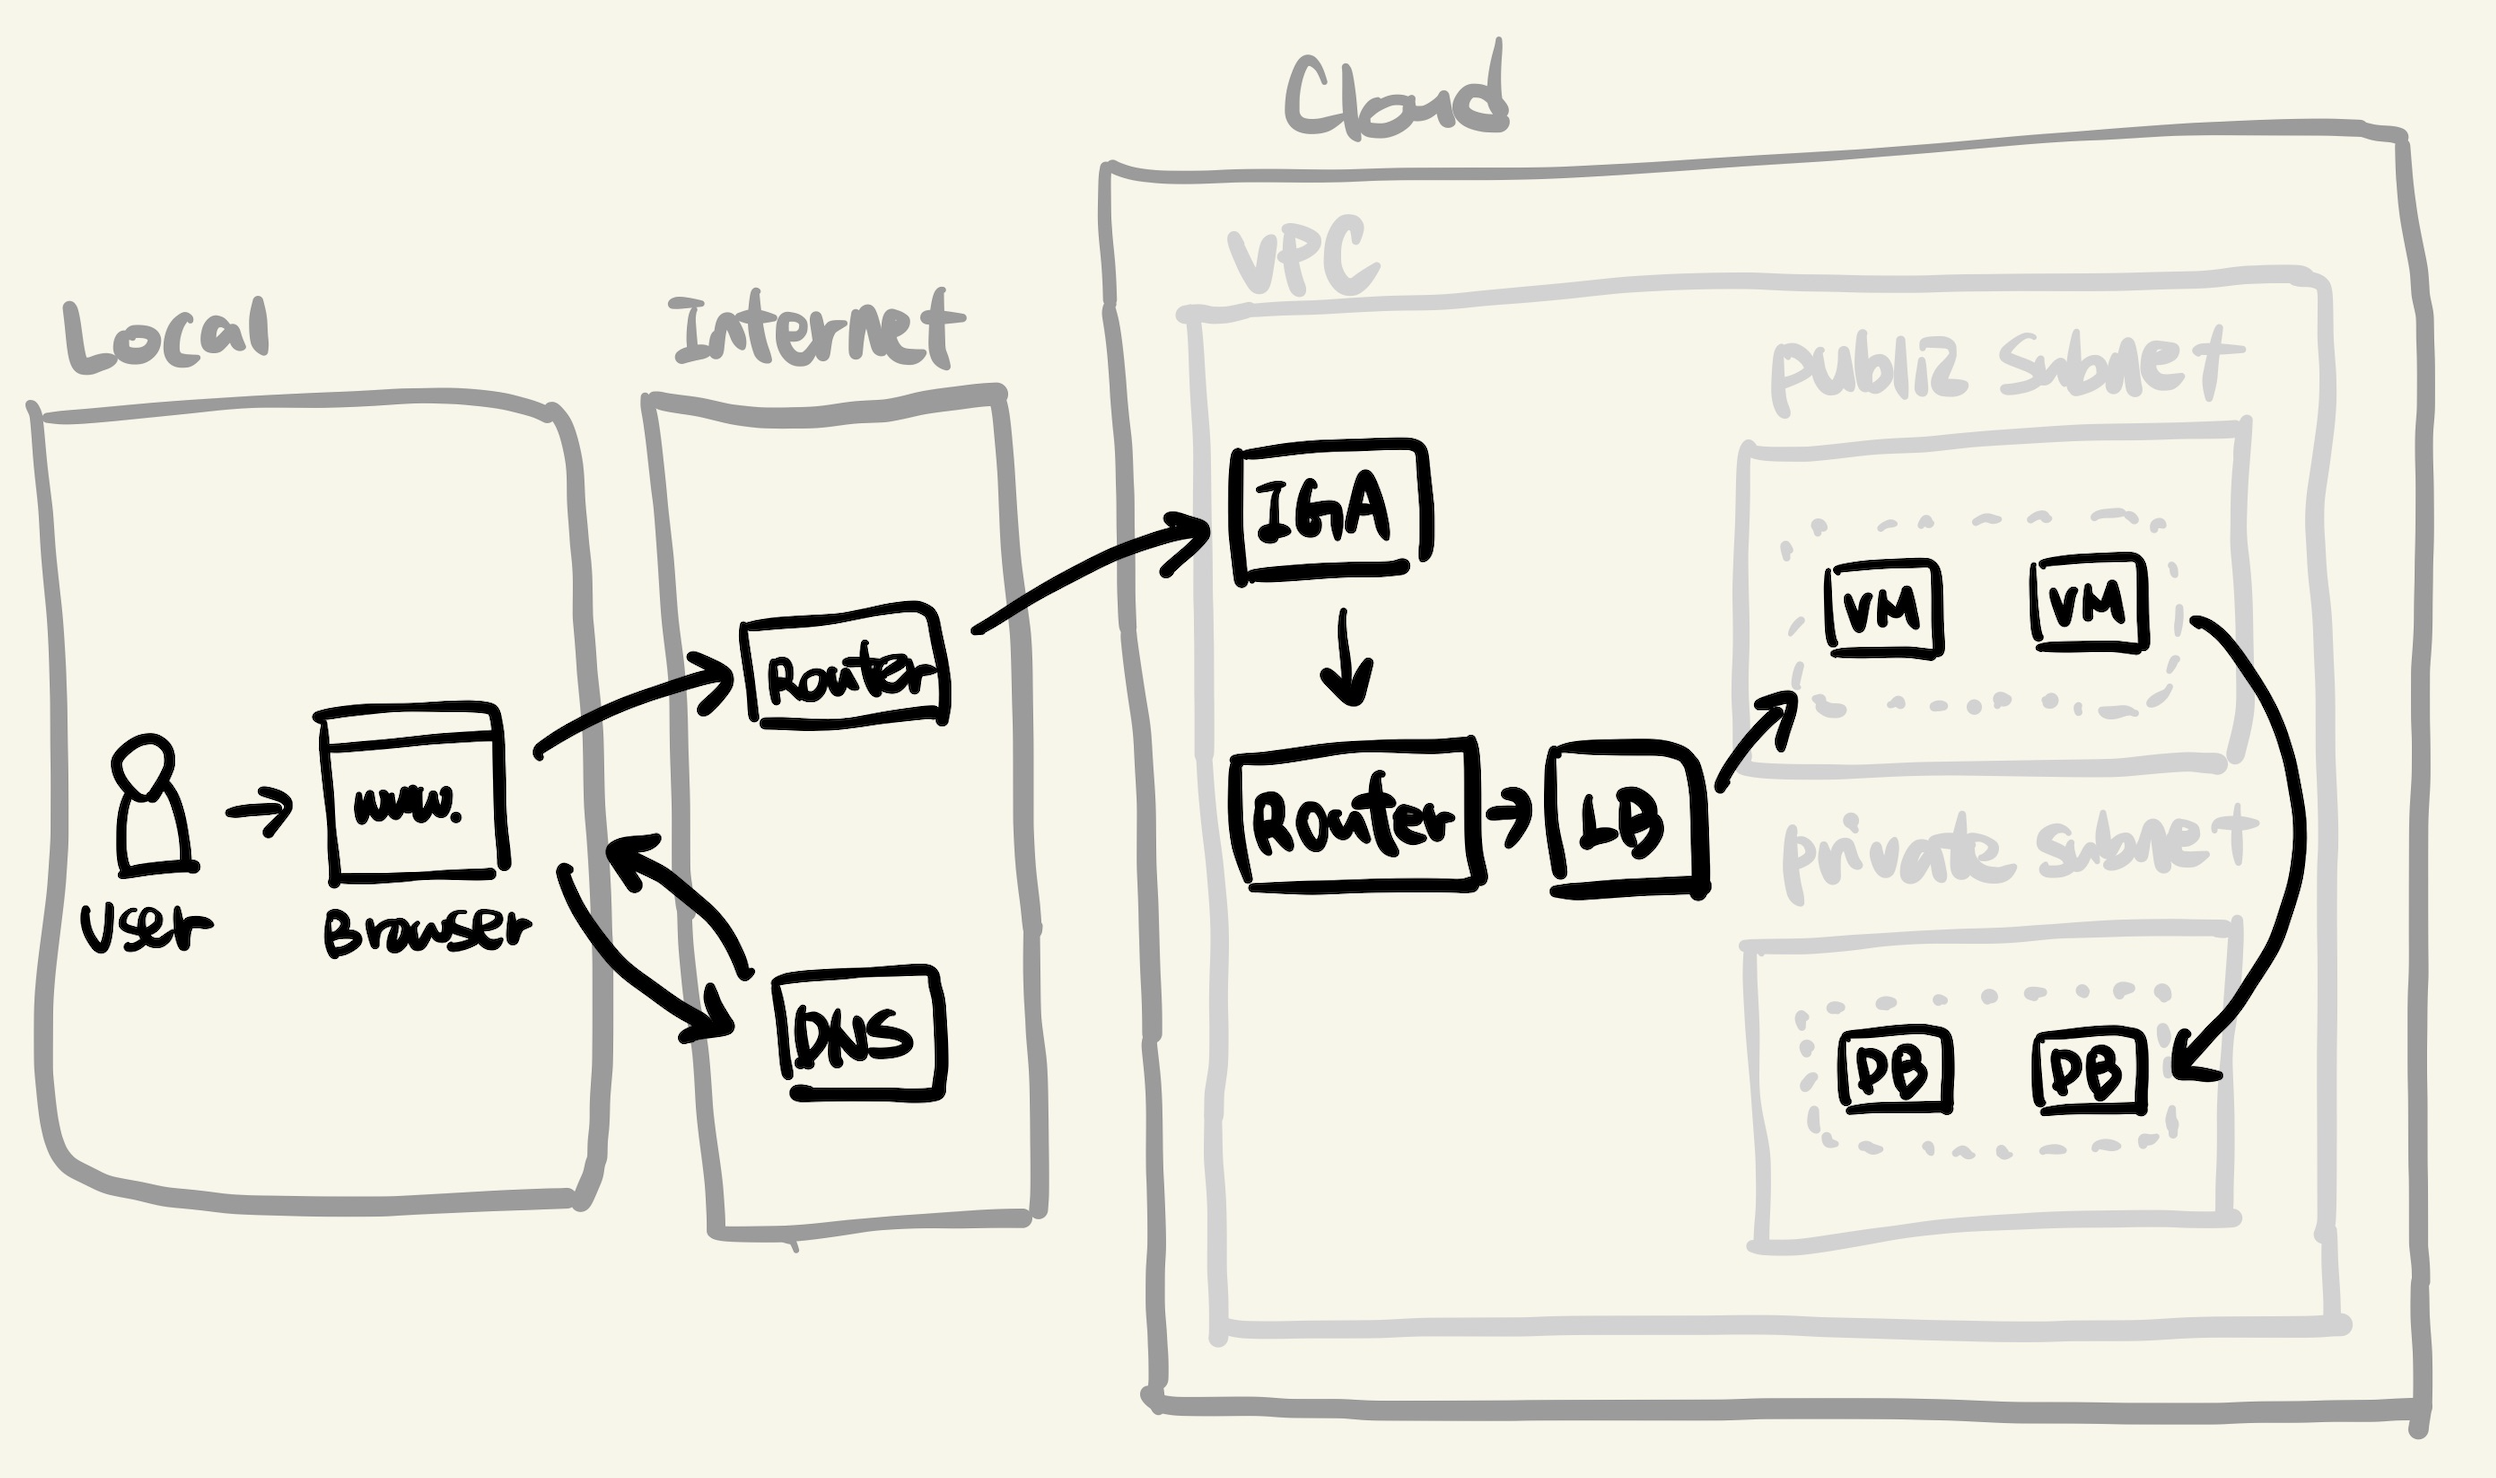 Cloud
VPC
Local
Internet
public subnet
IGA
VM
VM
Router
www.
Router
LB
private subnet
User
Browser
DNS
DB
DB